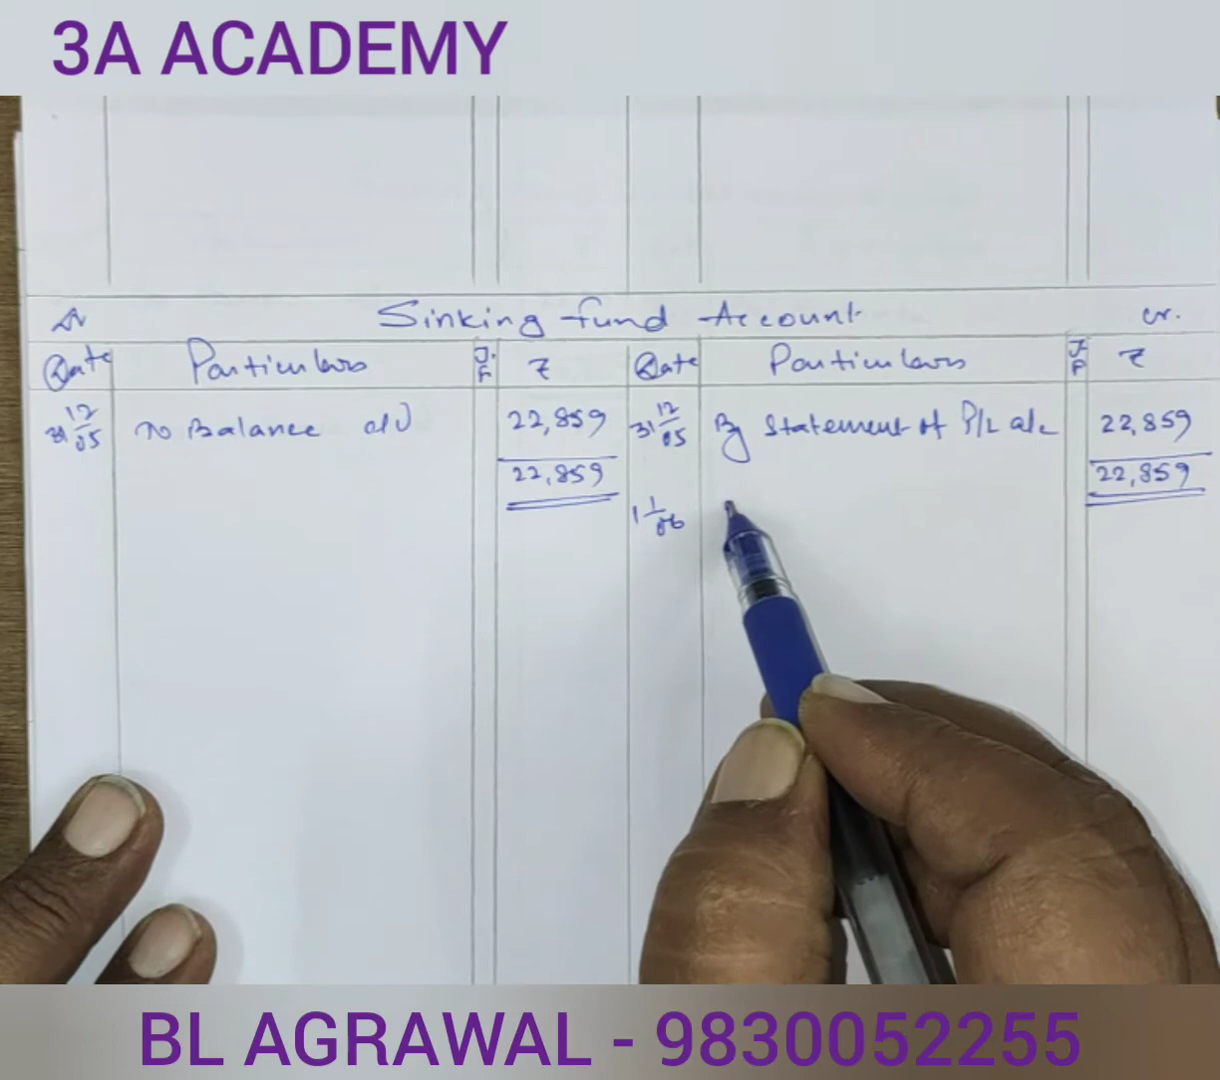 3A ACADEMY
Dr Sinking fund Account cr.
Date Particulars J.F ₹ Date Particulars J.F ₹
31 12/05 To Balance c/d 22,859 31 12/05 By Statement of P/L a/c 22,859
22,859 22,859
1 1/06
BL AGRAWAL - 9830052255